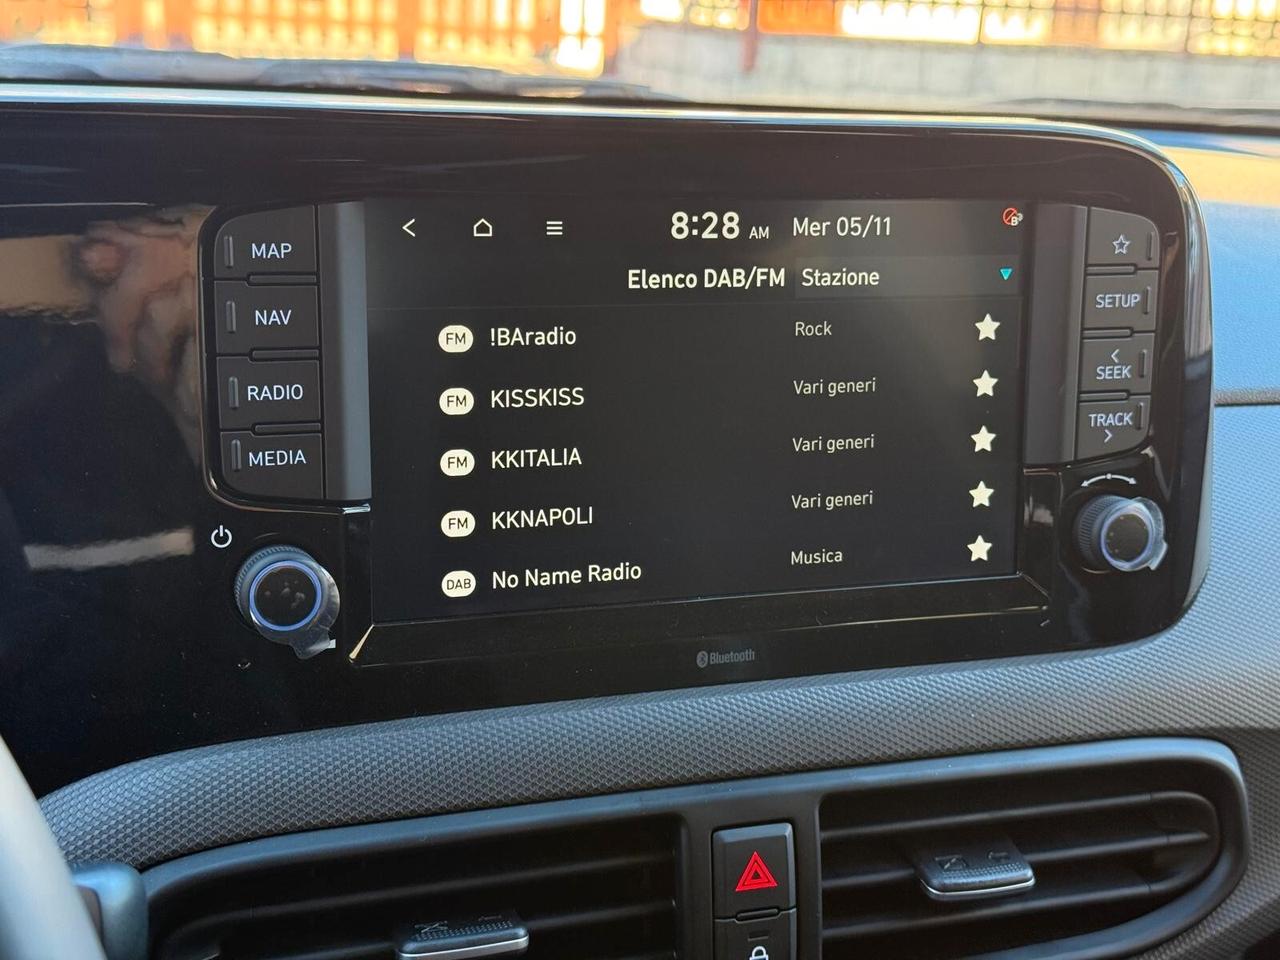 8:28 AM Mer 05/11
Elenco DAB/FM Stazione
FM !BAradio Rock
FM KISSKISS Vari generi
FM KKITALIA Vari generi
FM KKNAPOLI Vari generi
DAB No Name Radio Musica
MAP
NAV
RADIO
MEDIA
SETUP
< SEEK
TRACK >
Bluetooth